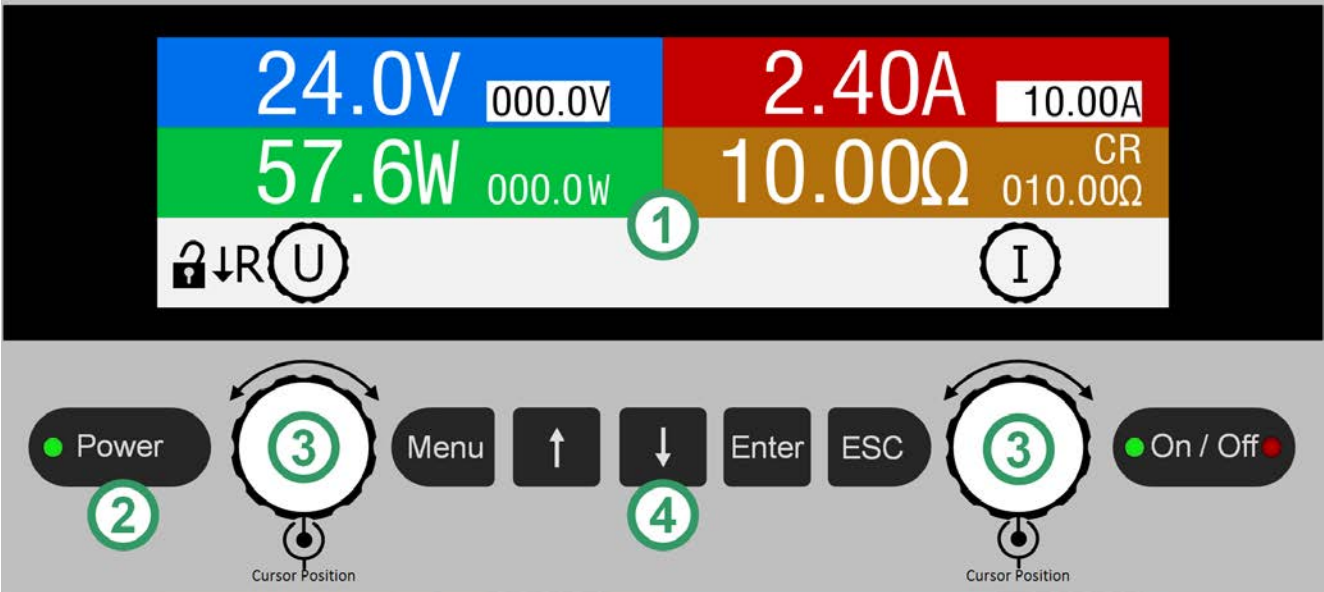 24.0V 000.0V 2.40A 10.00A
57.6W 000.0W 10.00Ω CR 010.00Ω
1
↓R U I
Power 3 Menu ↑ ↓ Enter ESC 3 On / Off
2 4
Cursor Position Cursor Position